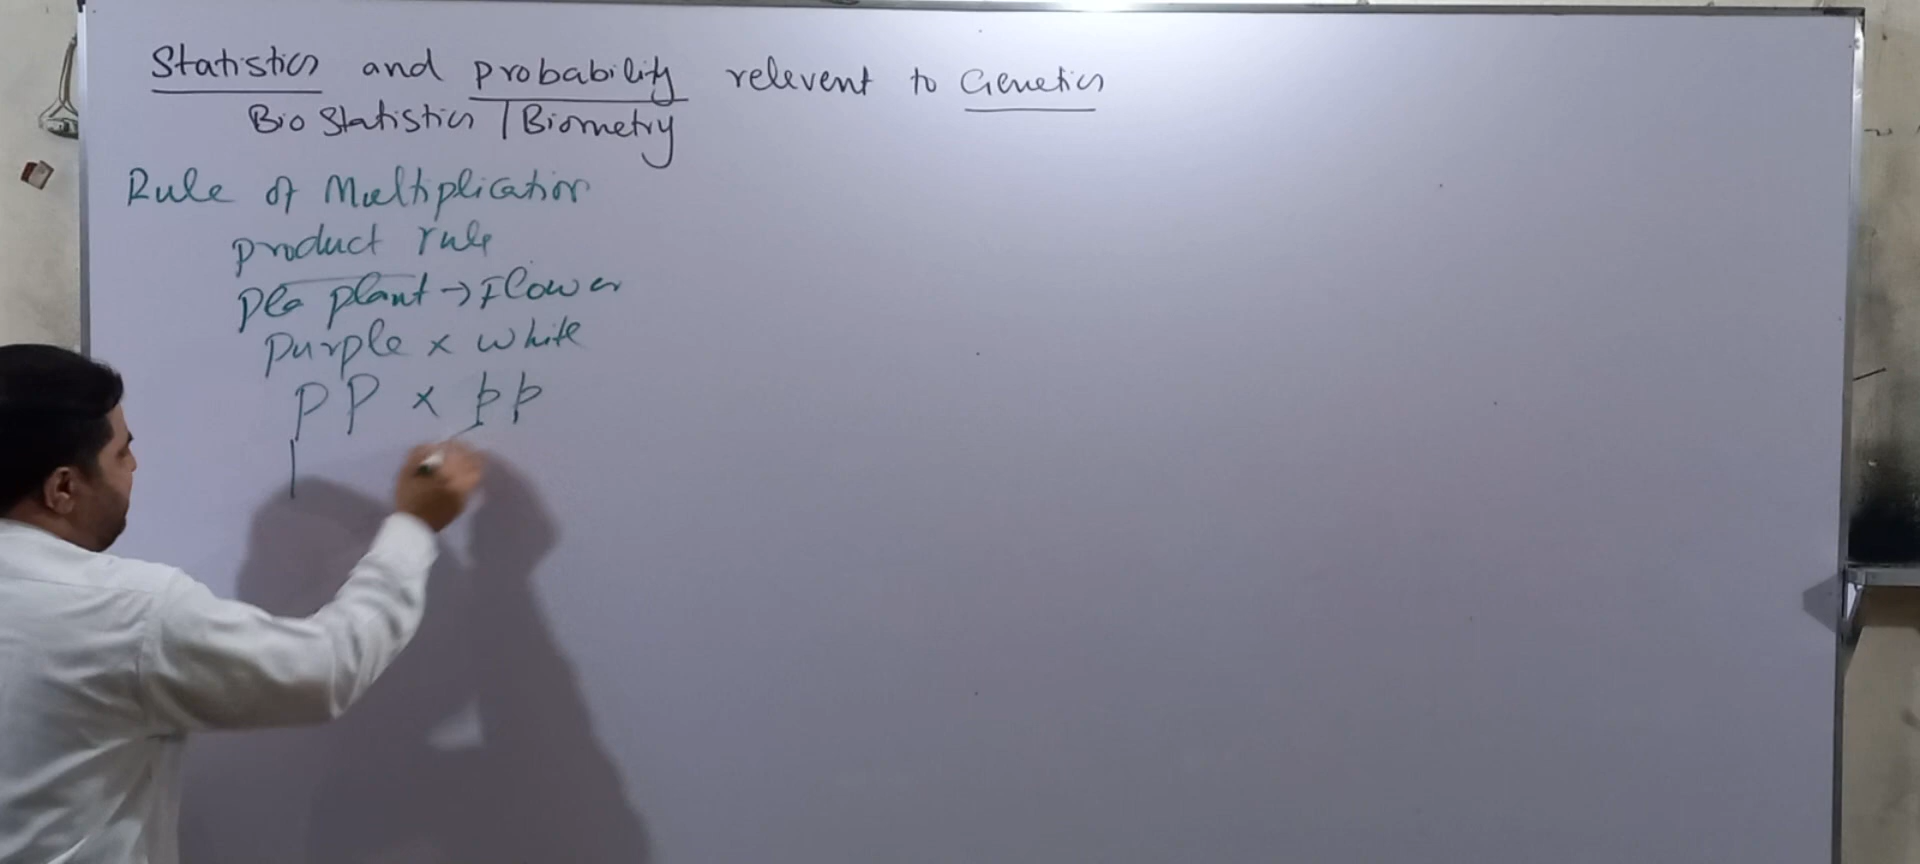 Statistics and probability relevent to Genetics
Bio Statistics / Biometry
Rule of Multiplication
product rule
pea plant → Flower
purple × white
PP × pp